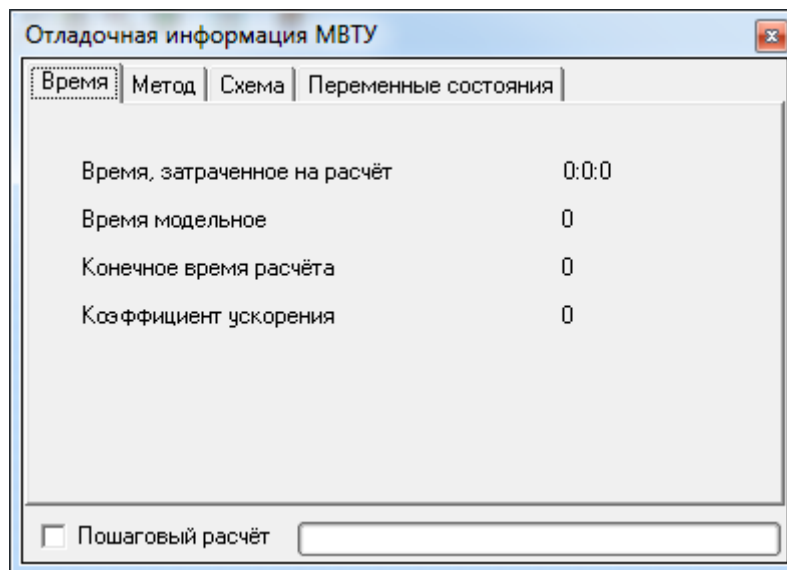 Отладочная информация МВТУ
Время Метод Схема Переменные состояния
Время, затраченное на расчёт 0:0:0
Время модельное 0
Конечное время расчёта 0
Коэффициент ускорения 0
Пошаговый расчёт